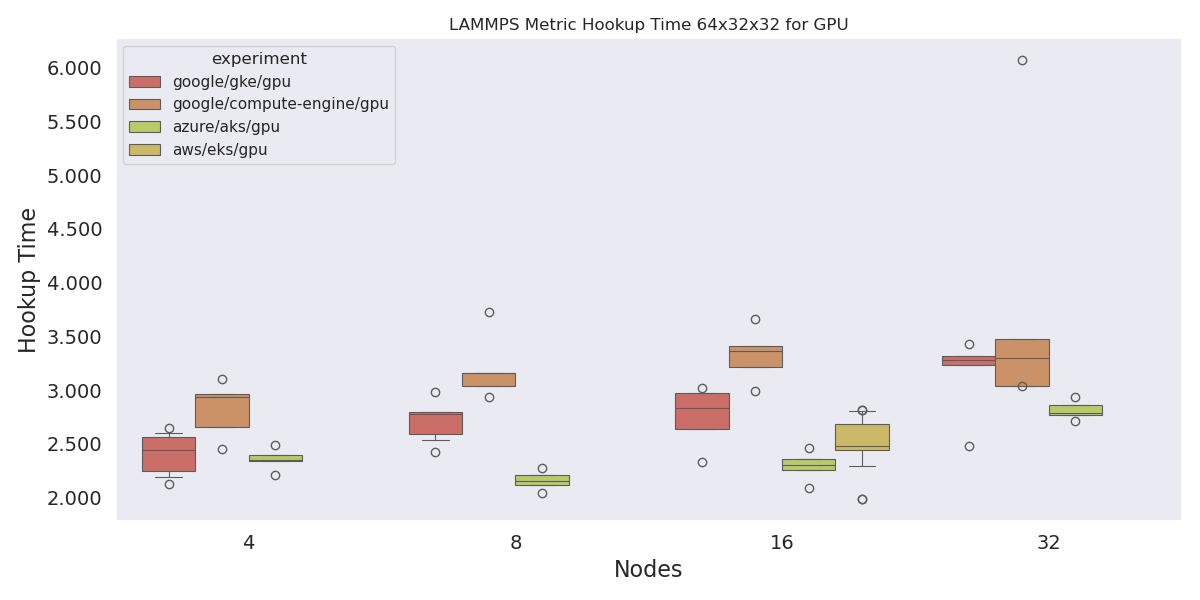 LAMMPS Metric Hookup Time 64x32x32 for GPU
experiment
google/gke/gpu
google/compute-engine/gpu
azure/aks/gpu
aws/eks/gpu
Hookup Time
6.000
5.500
5.000
4.500
4.000
3.500
3.000
2.500
2.000
4 8 16 32
Nodes